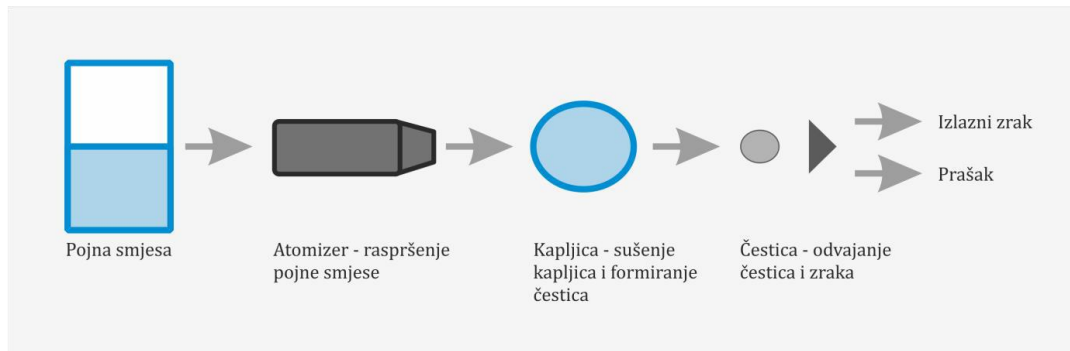 Pojna smjesa
Atomizer - raspršenje
pojne smjese
Kapljica - sušenje
kapljica i formiranje
čestica
Čestica - odvajanje
čestica i zraka
Izlazni zrak
Prašak